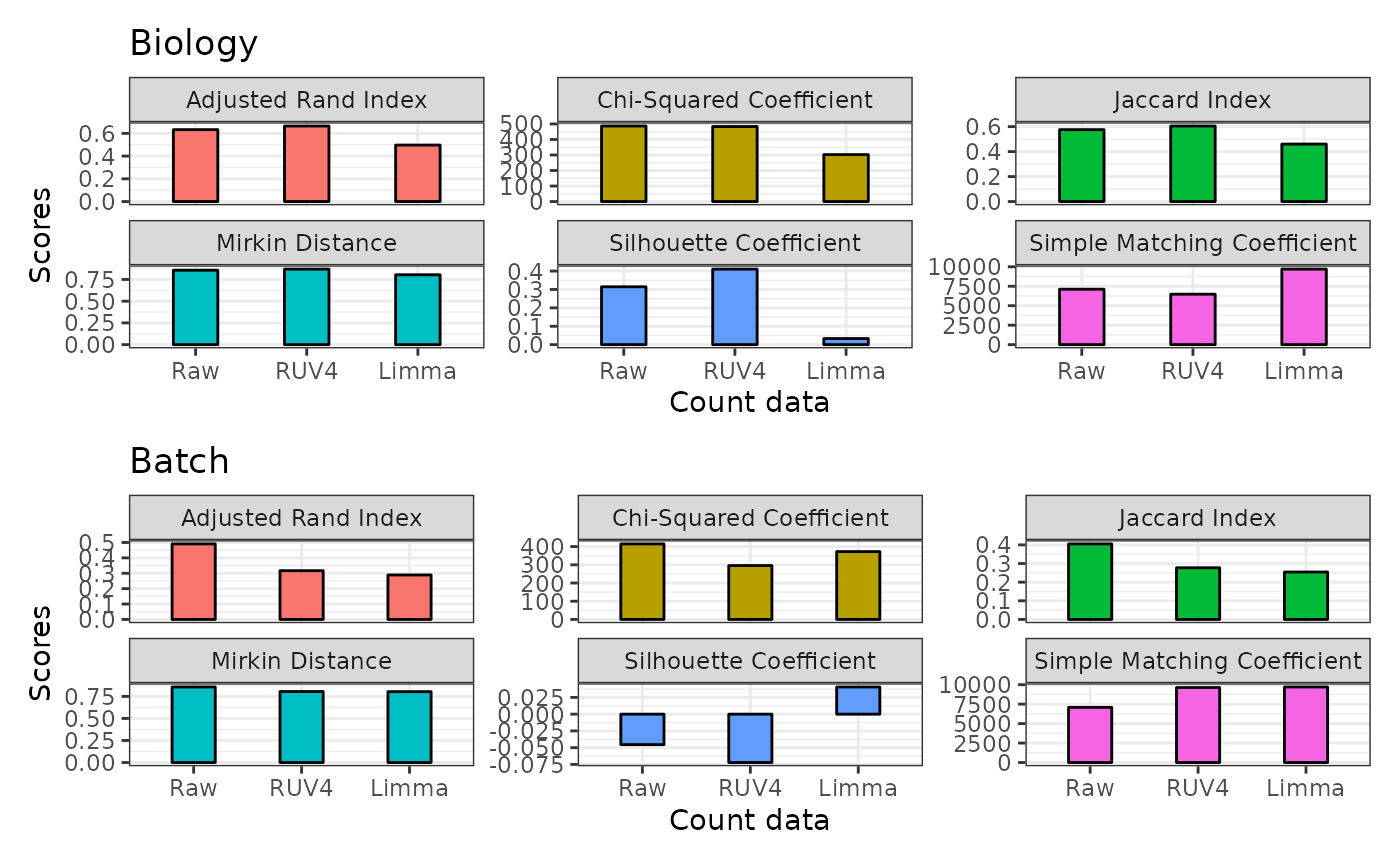 Biology
Adjusted Rand Index
Chi-Squared Coefficient
Jaccard Index
0.6
0.4
0.2
0.0
500
400
300
200
100
0
0.6
0.4
0.2
0.0
Scores
Mirkin Distance
Silhouette Coefficient
Simple Matching Coefficient
0.75
0.50
0.25
0.00
0.4
0.3
0.2
0.1
0.0
10000
7500
5000
2500
0
Raw RUV4 Limma
Raw RUV4 Limma
Raw RUV4 Limma
Count data
Batch
Adjusted Rand Index
Chi-Squared Coefficient
Jaccard Index
0.5
0.4
0.3
0.2
0.1
0.0
400
300
200
100
0
0.4
0.3
0.2
0.1
0.0
Scores
Mirkin Distance
Silhouette Coefficient
Simple Matching Coefficient
0.75
0.50
0.25
0.00
0.025
0.000
-0.025
-0.050
-0.075
10000
7500
5000
2500
0
Raw RUV4 Limma
Raw RUV4 Limma
Raw RUV4 Limma
Count data